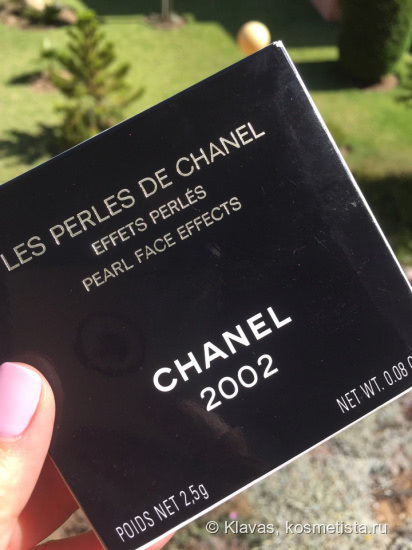 LES PERLES DE CHANEL
EFFETS PERLÉS
PEARL FACE EFFECTS
CHANEL
2002
POIDS NET 2,5g
NET WT. 0.08
© Klavas, kosmetista.ru